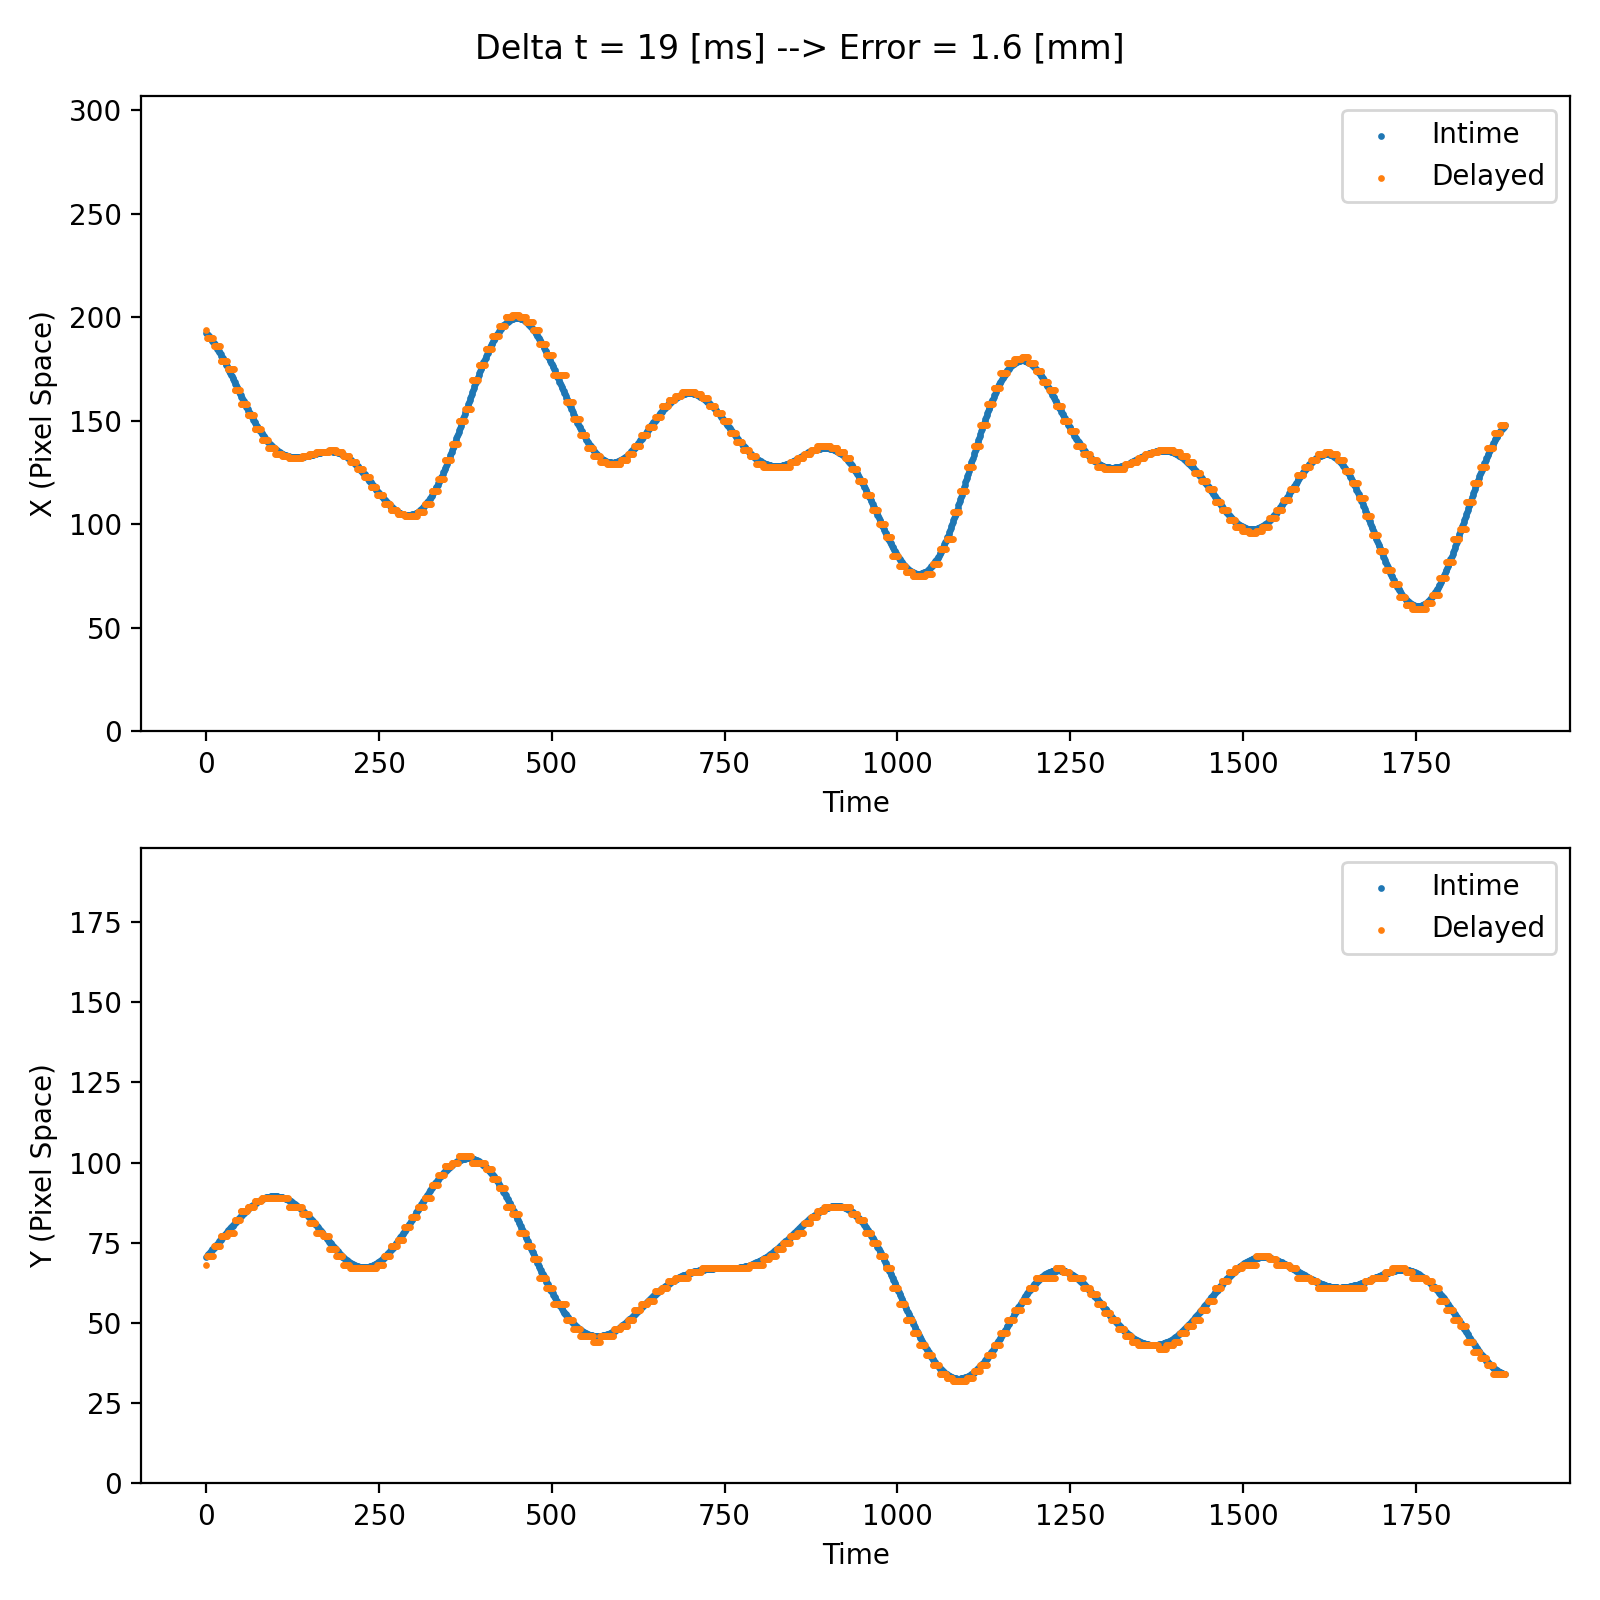 Delta t = 19 [ms] --> Error = 1.6 [mm]
300
250
200
150
100
50
0
X (Pixel Space)
Intime
Delayed
0 250 500 750 1000 1250 1500 1750
Time
175
150
125
100
75
50
25
0
Y (Pixel Space)
Intime
Delayed
0 250 500 750 1000 1250 1500 1750
Time